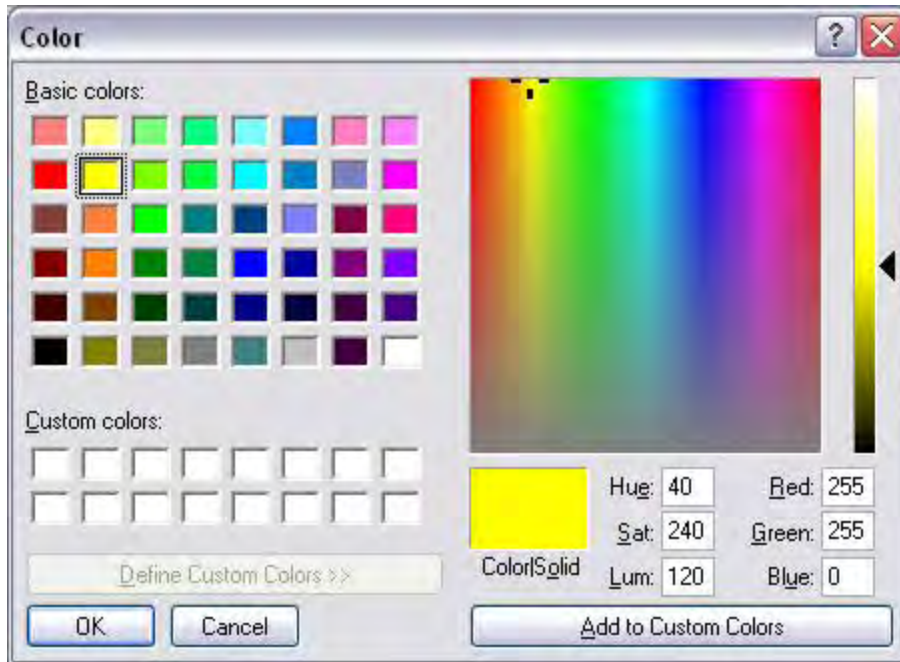 Color
?
Basic colors:
Custom colors:
Define Custom Colors >>
OK
Cancel
Color|Solid
Hue: 40
Sat: 240
Lum: 120
Red: 255
Green: 255
Blue: 0
Add to Custom Colors